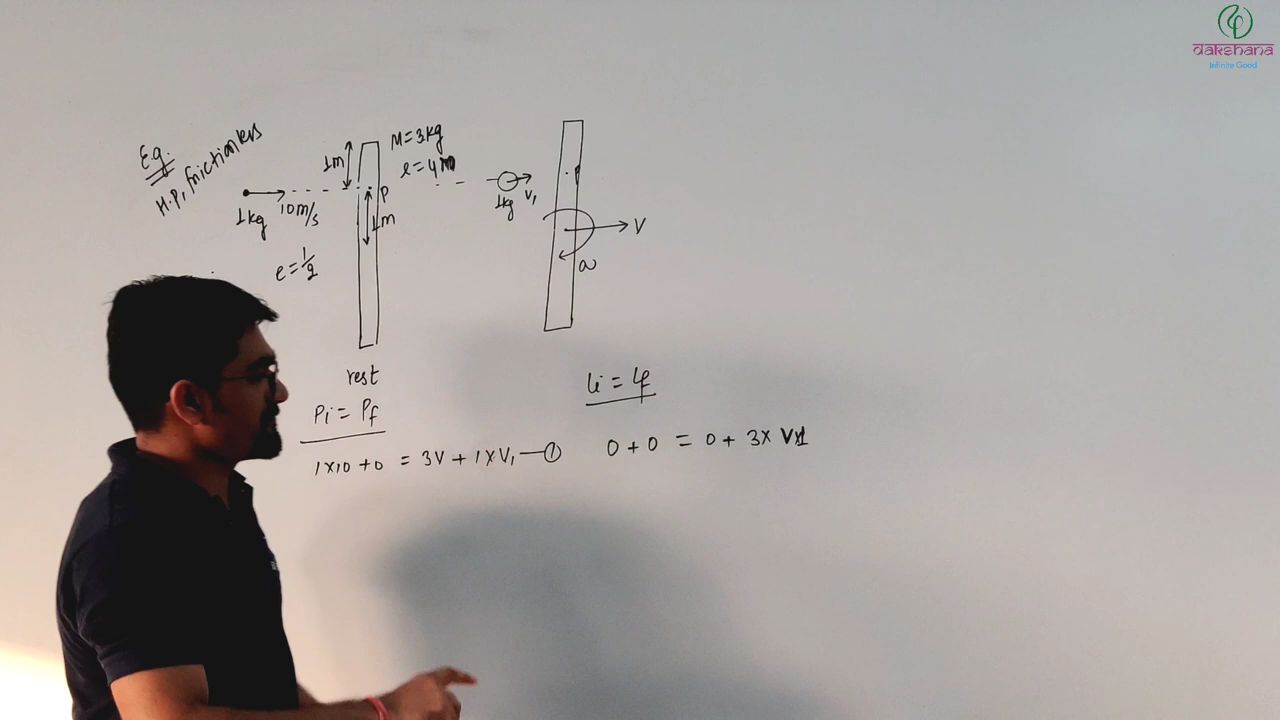 dakshana
Infinite Good
Eg.
H.P, frictionless
1m
M=3kg
l=4m
P
1kg
10m/s
1m
e=1/2
1kg
V₁
P
V
ω
rest
Pi = Pf
1×10+0 = 3V+1×V₁ —①
Li = Lf
0+0 = 0+3×V×1